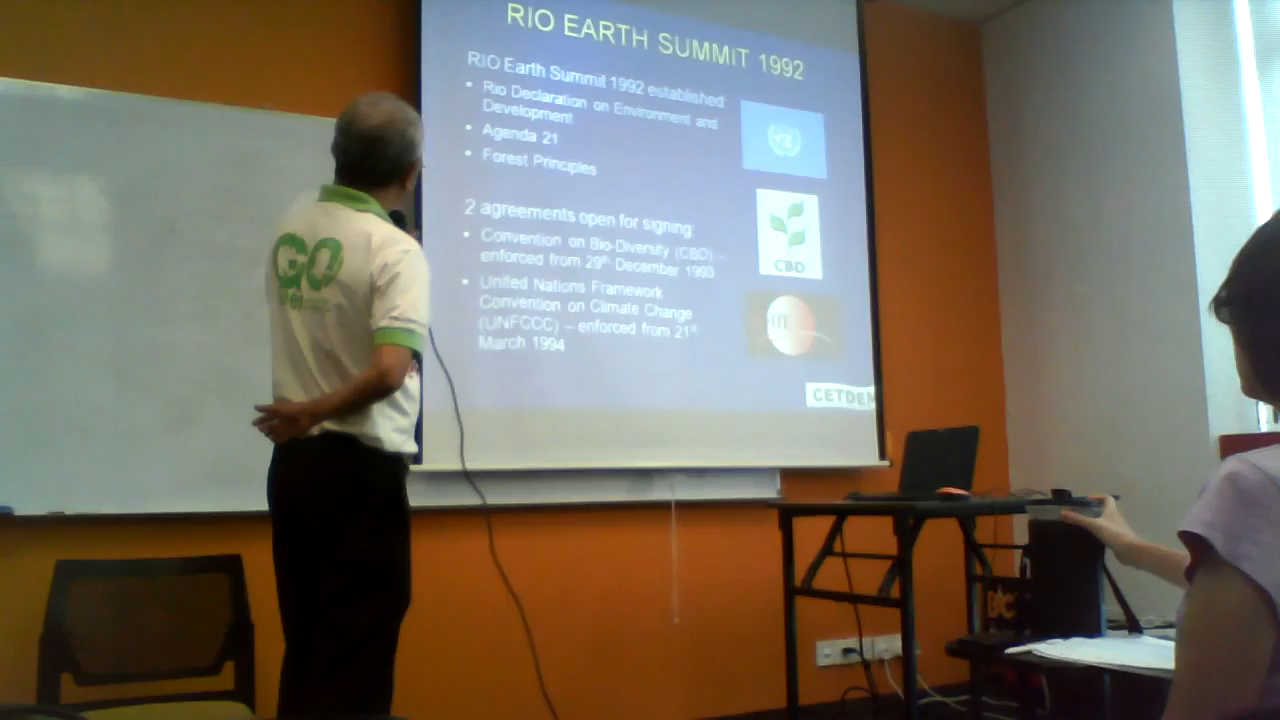 RIO EARTH SUMMIT 1992
RIO Earth Summit 1992 established:
• Rio Declaration on Environment and
Development
• Agenda 21
• Forest Principles
2 agreements open for signing:
• Convention on Bio-Diversity (CBD) –
enforced from 29th December 1993
• United Nations Framework
Convention on Climate Change
(UNFCCC) – enforced from 21st
March 1994
CBD
CETDEM
GO